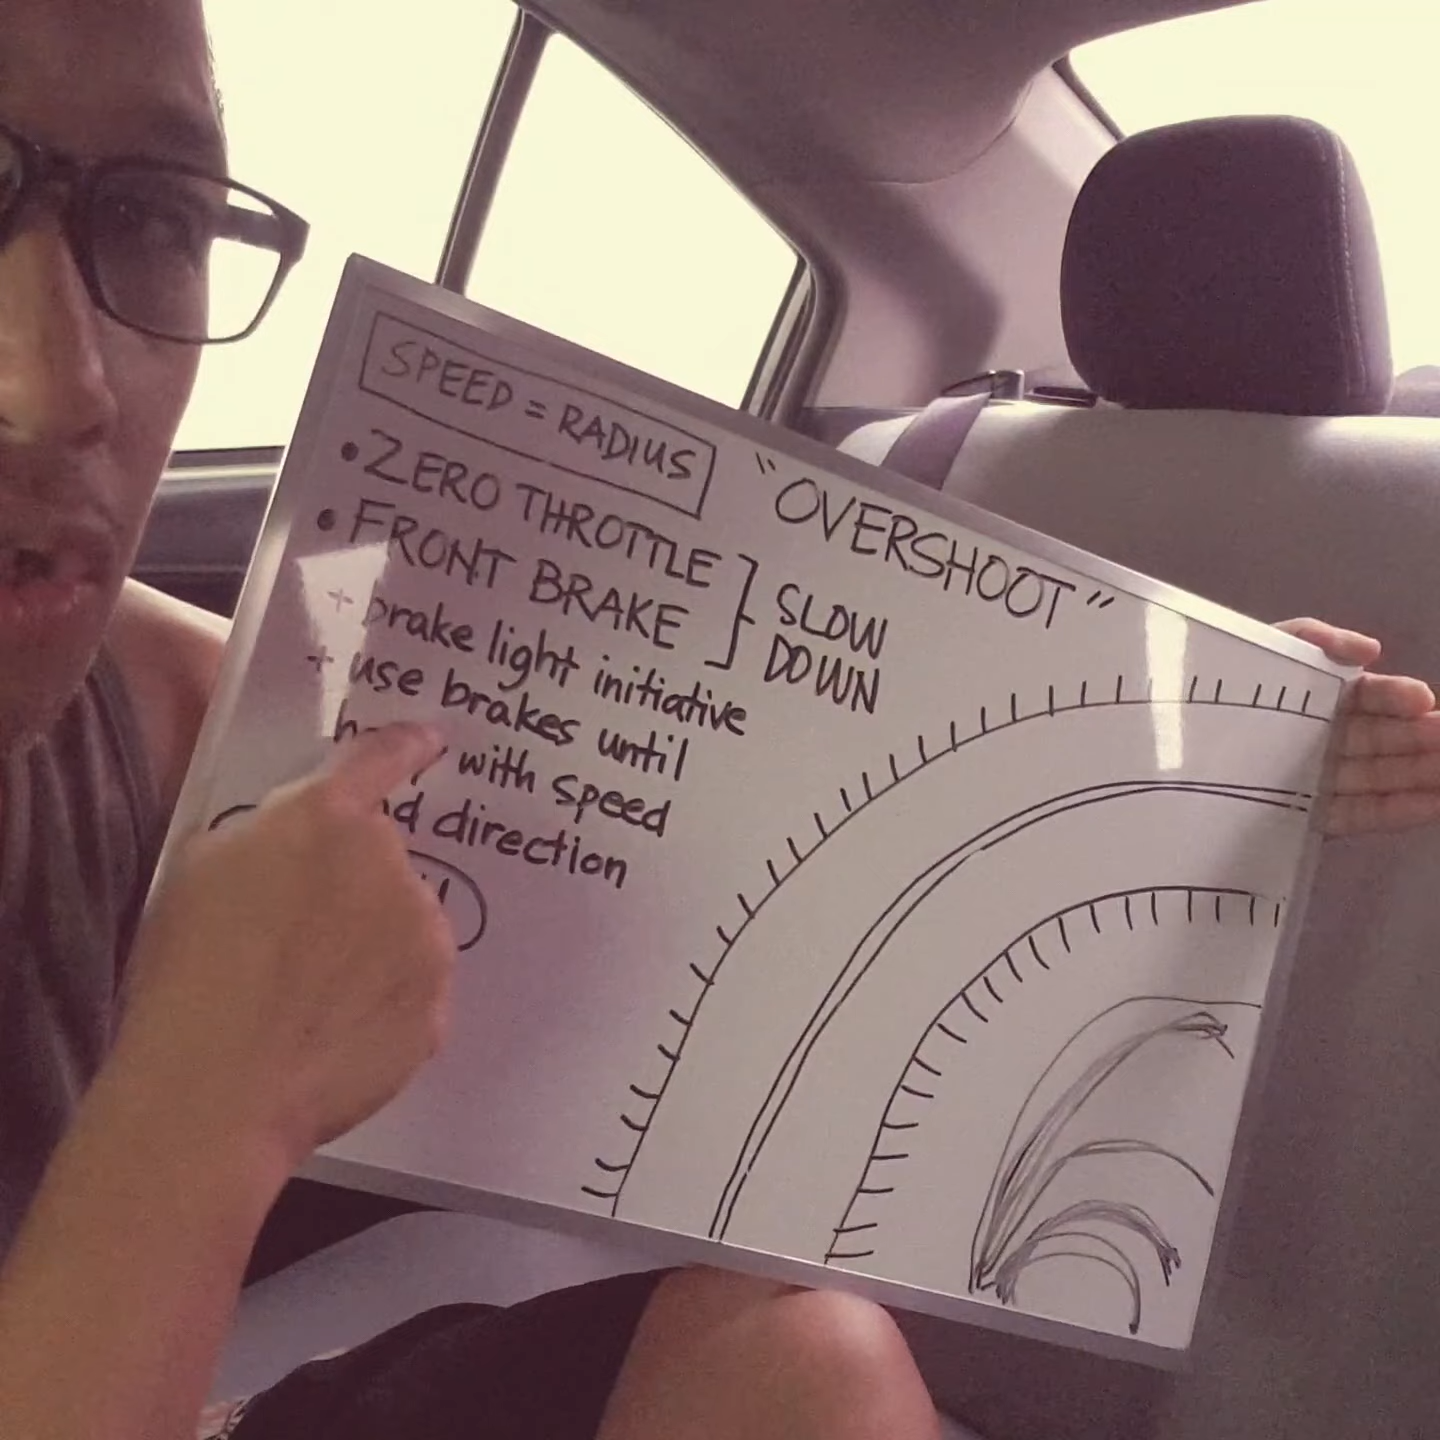 SPEED = RADIUS
"OVERSHOOT"
• ZERO THROTTLE
• FRONT BRAKE
SLOW
DOWN
+ brake light initiative
+ use brakes until
with speed
direction